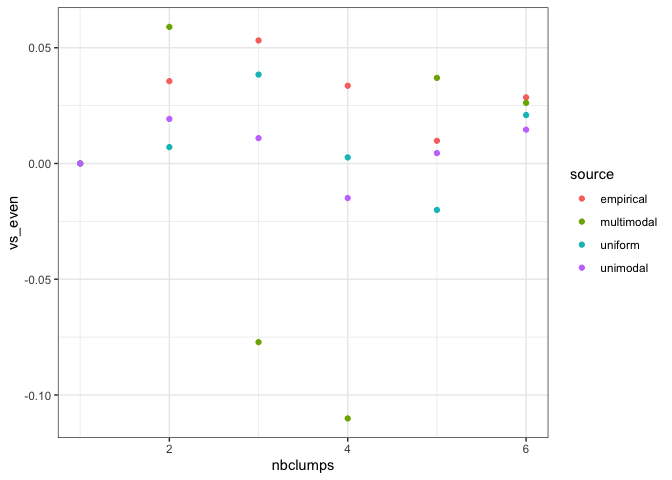 0.05
0.00
-0.05
-0.10
vs_even
2
4
6
nbclumps
source
empirical
multimodal
uniform
unimodal